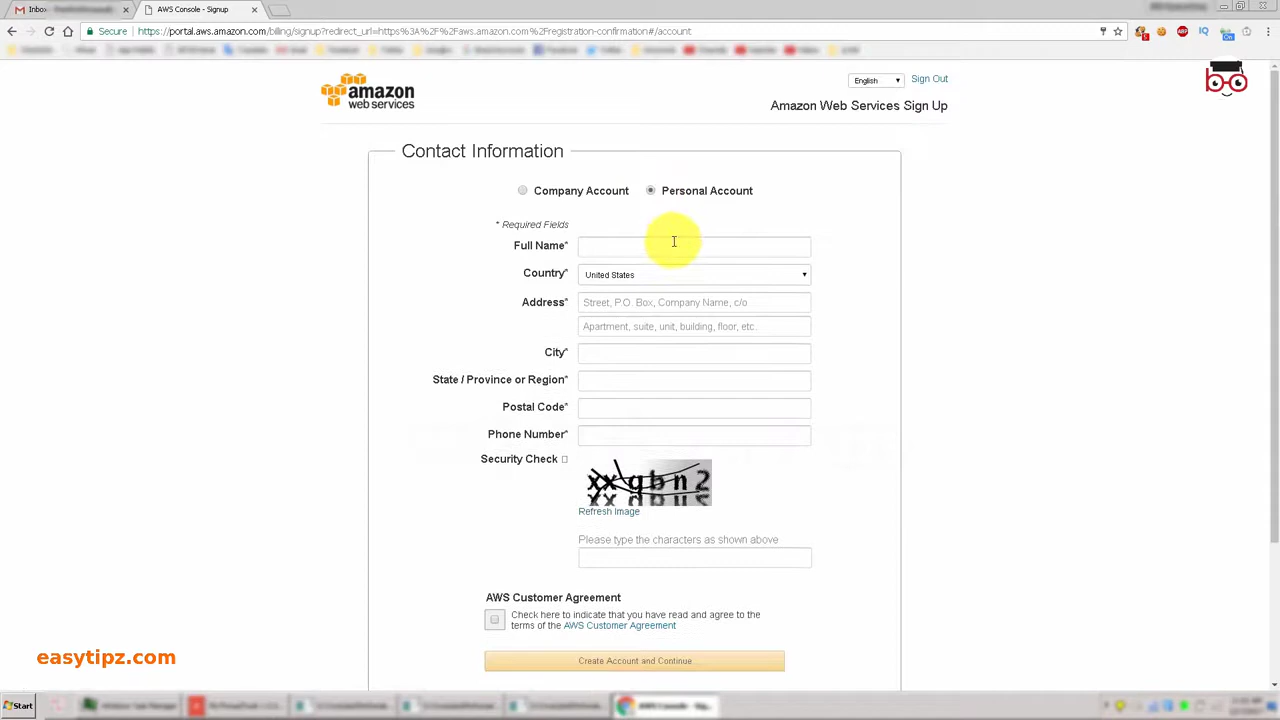 Inbox
AWS Console - Signup
Secure https://portal.aws.amazon.com/billing/signup?redirect_url=https%3A%2F%2Faws.amazon.com%2Fregistration-confirmation#/account
amazon
web services
English
Sign Out
Amazon Web Services Sign Up
Contact Information
Company Account
Personal Account
* Required Fields
Full Name*
Country*
United States
Address*
Street, P.O. Box, Company Name, c/o
Apartment, suite, unit, building, floor, etc.
City*
State / Province or Region*
Postal Code*
Phone Number*
Security Check
Refresh Image
Please type the characters as shown above
AWS Customer Agreement
Check here to indicate that you have read and agree to the
terms of the AWS Customer Agreement
Create Account and Continue
easytipz.com
Start